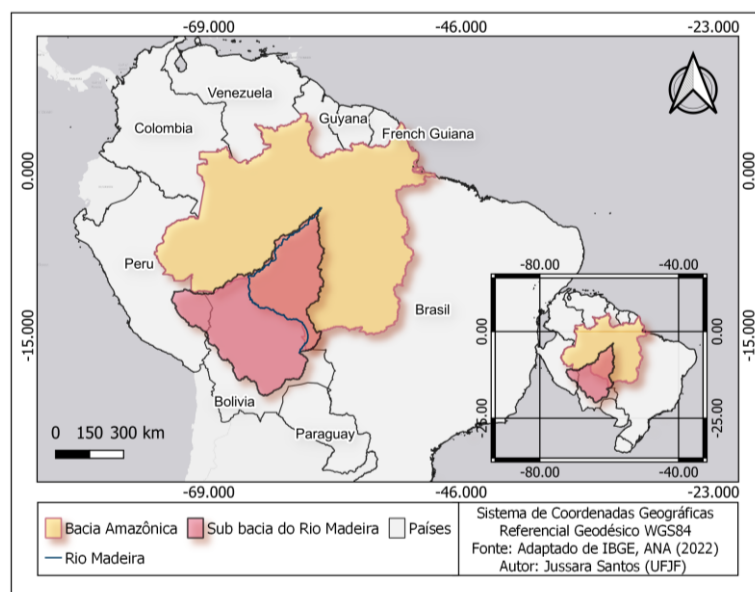 -69.000 -46.000 -23.000
Venezuela
Guyana
Colombia
French Guiana
0.000 0.000
Peru
Brasil
-80.00 -40.00
0.00 0.00
-15.000 -15.000
Bolivia
Paraguay
-25.00 -25.00
0 150 300 km
-80.00 -40.00
-69.000 -46.000 -23.000
Bacia Amazônica Sub bacia do Rio Madeira Países
Rio Madeira
Sistema de Coordenadas Geográficas
Referencial Geodésico WGS84
Fonte: Adaptado de IBGE, ANA (2022)
Autor: Jussara Santos (UFJF)